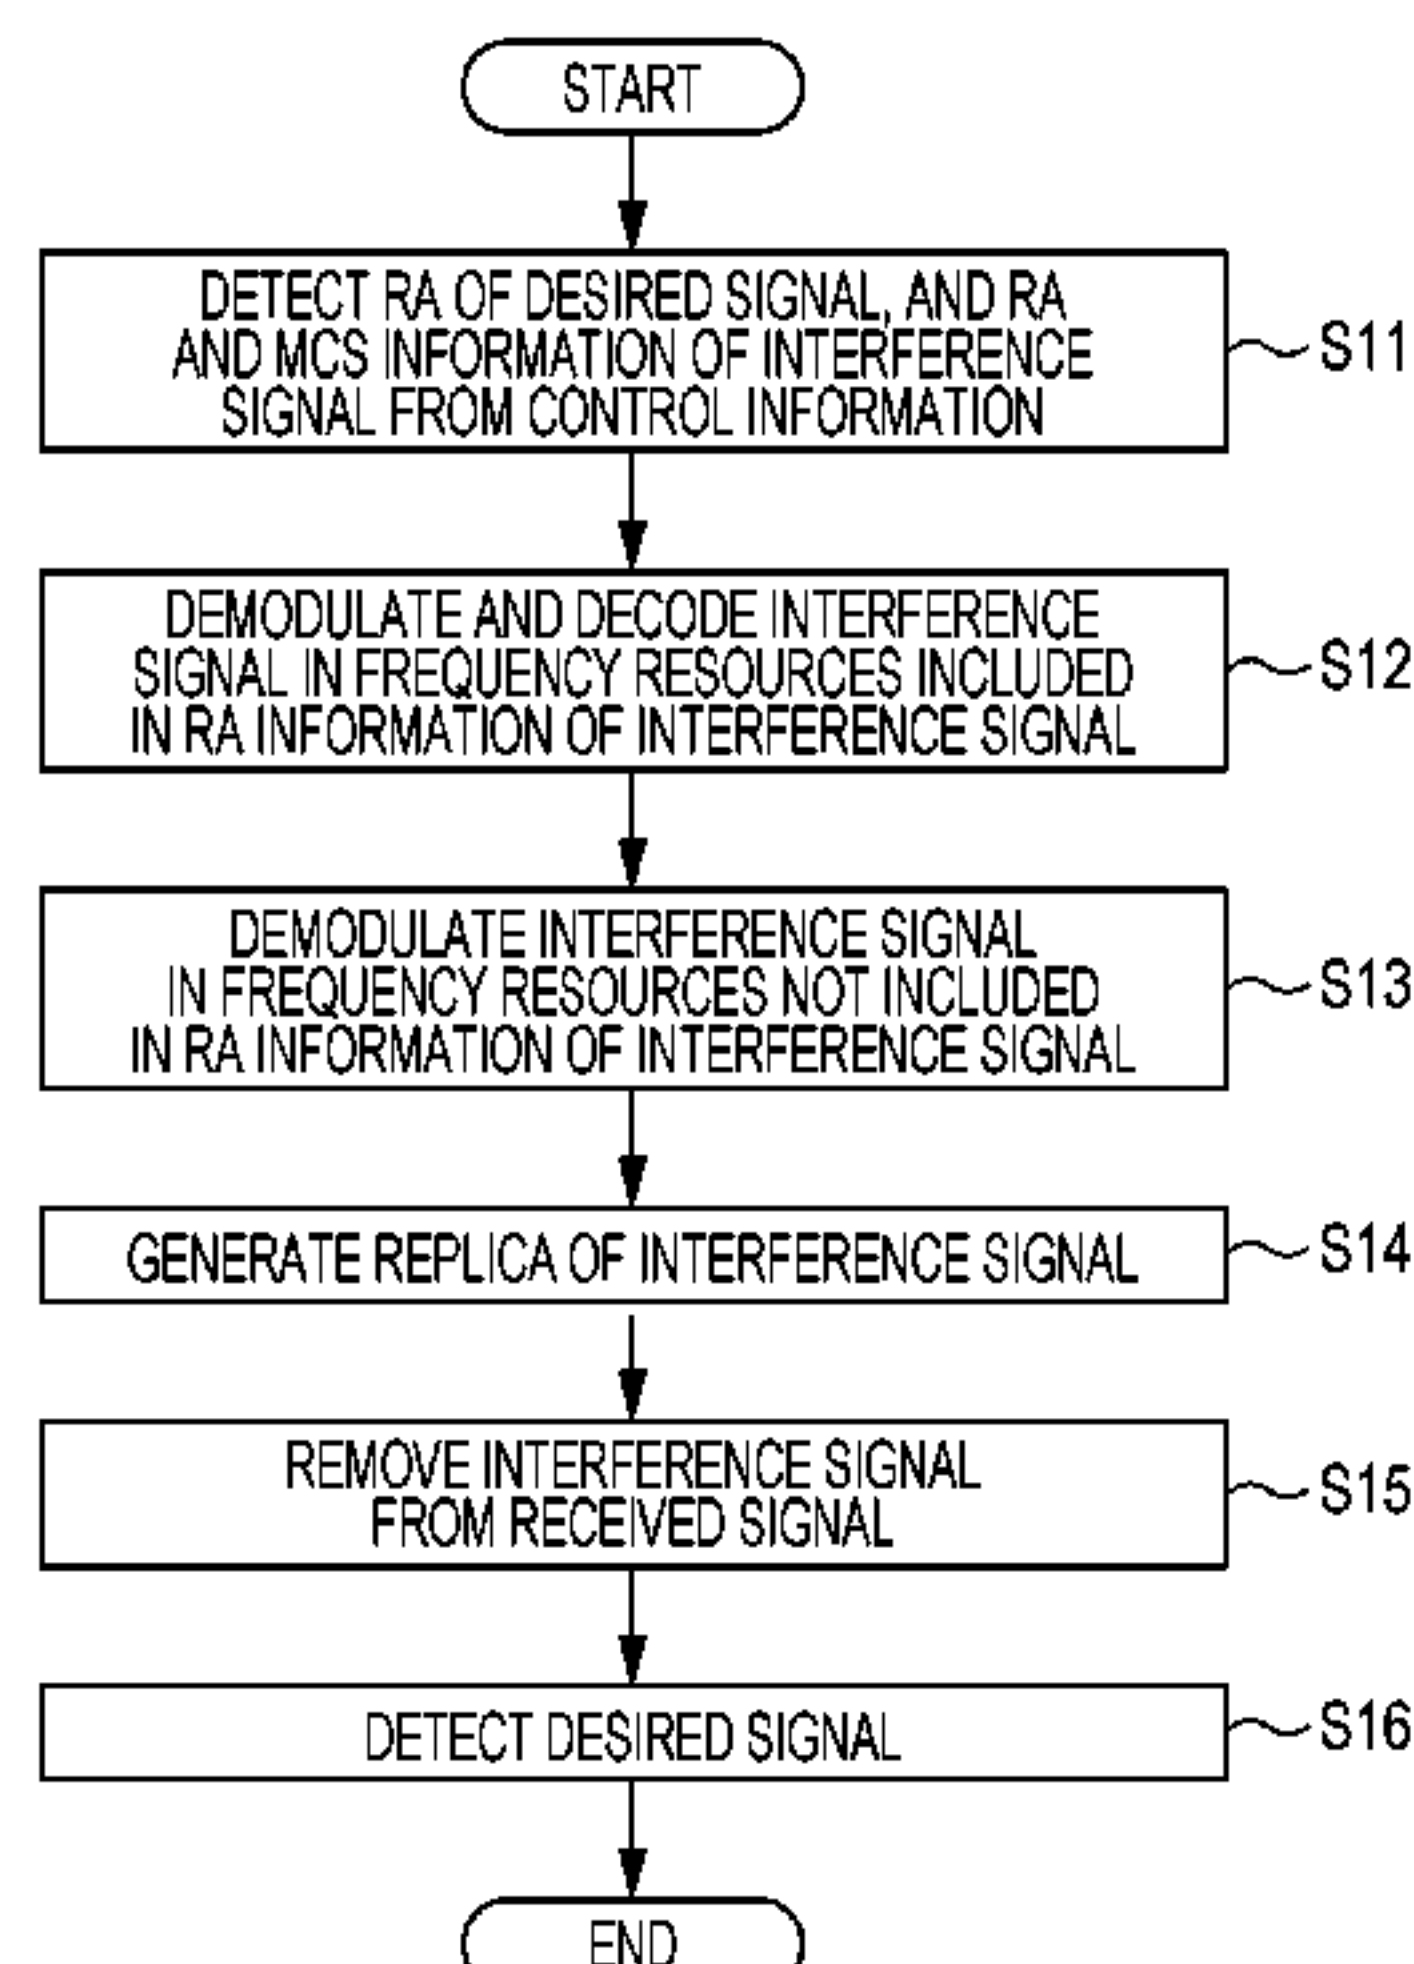 START
DETECT RA OF DESIRED SIGNAL, AND RA
AND MCS INFORMATION OF INTERFERENCE
SIGNAL FROM CONTROL INFORMATION
S11
DEMODULATE AND DECODE INTERFERENCE
SIGNAL IN FREQUENCY RESOURCES INCLUDED
IN RA INFORMATION OF INTERFERENCE SIGNAL
S12
DEMODULATE INTERFERENCE SIGNAL
IN FREQUENCY RESOURCES NOT INCLUDED
IN RA INFORMATION OF INTERFERENCE SIGNAL
S13
GENERATE REPLICA OF INTERFERENCE SIGNAL
S14
REMOVE INTERFERENCE SIGNAL
FROM RECEIVED SIGNAL
S15
DETECT DESIRED SIGNAL
S16
END